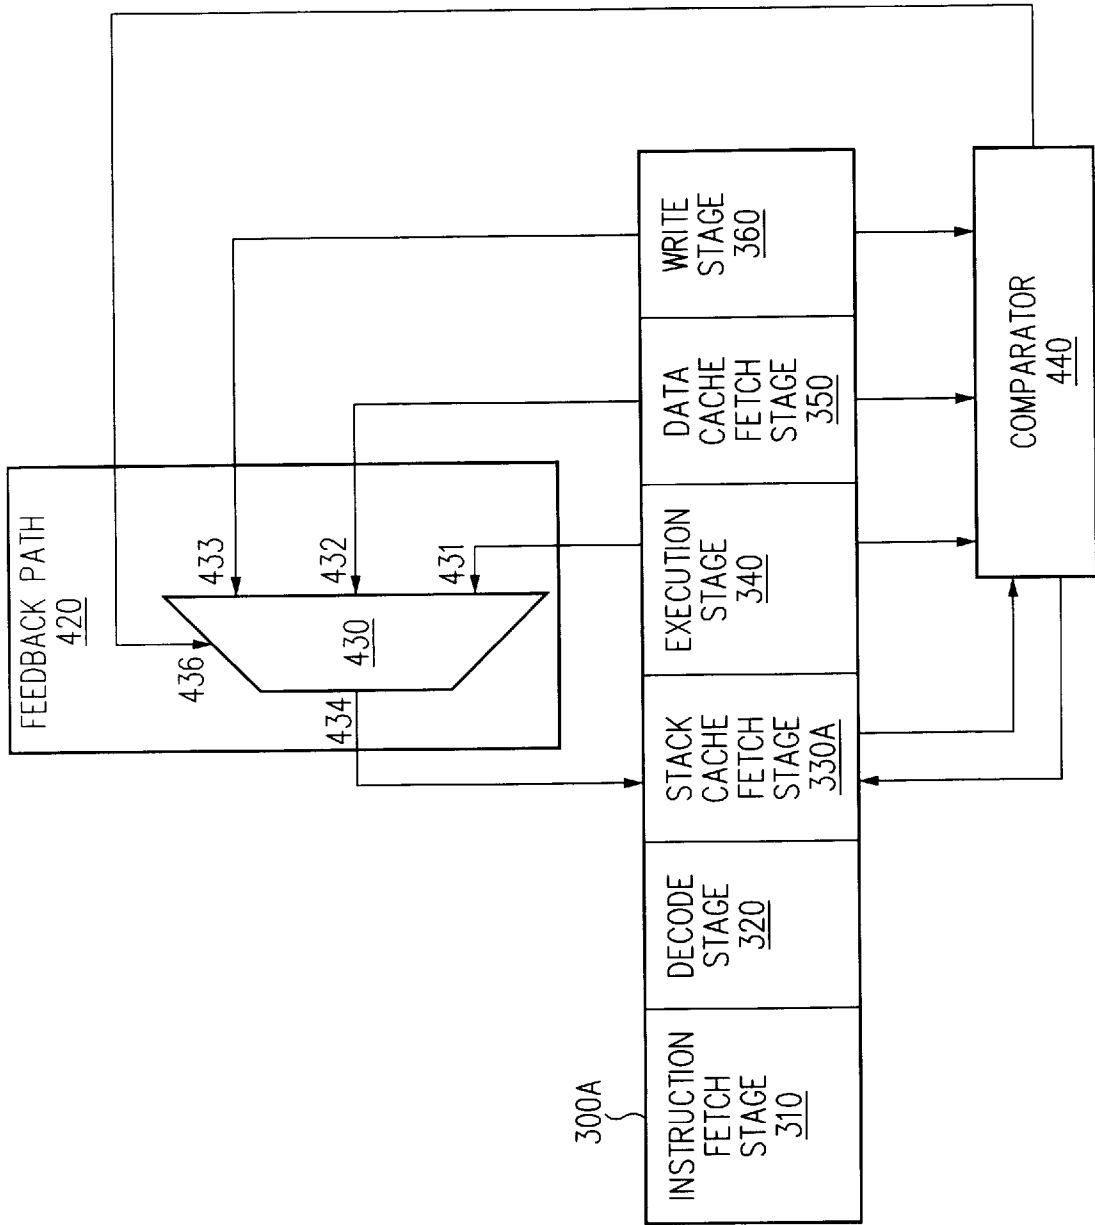 FEEDBACK PATH
420
436
430
433
432
431
434
300A
INSTRUCTION
FETCH
STAGE
310
DECODE
STAGE
320
STACK
CACHE
FETCH
STAGE
330A
EXECUTION
STAGE
340
DATA
CACHE
FETCH
STAGE
350
WRITE
STAGE
360
COMPARATOR
440